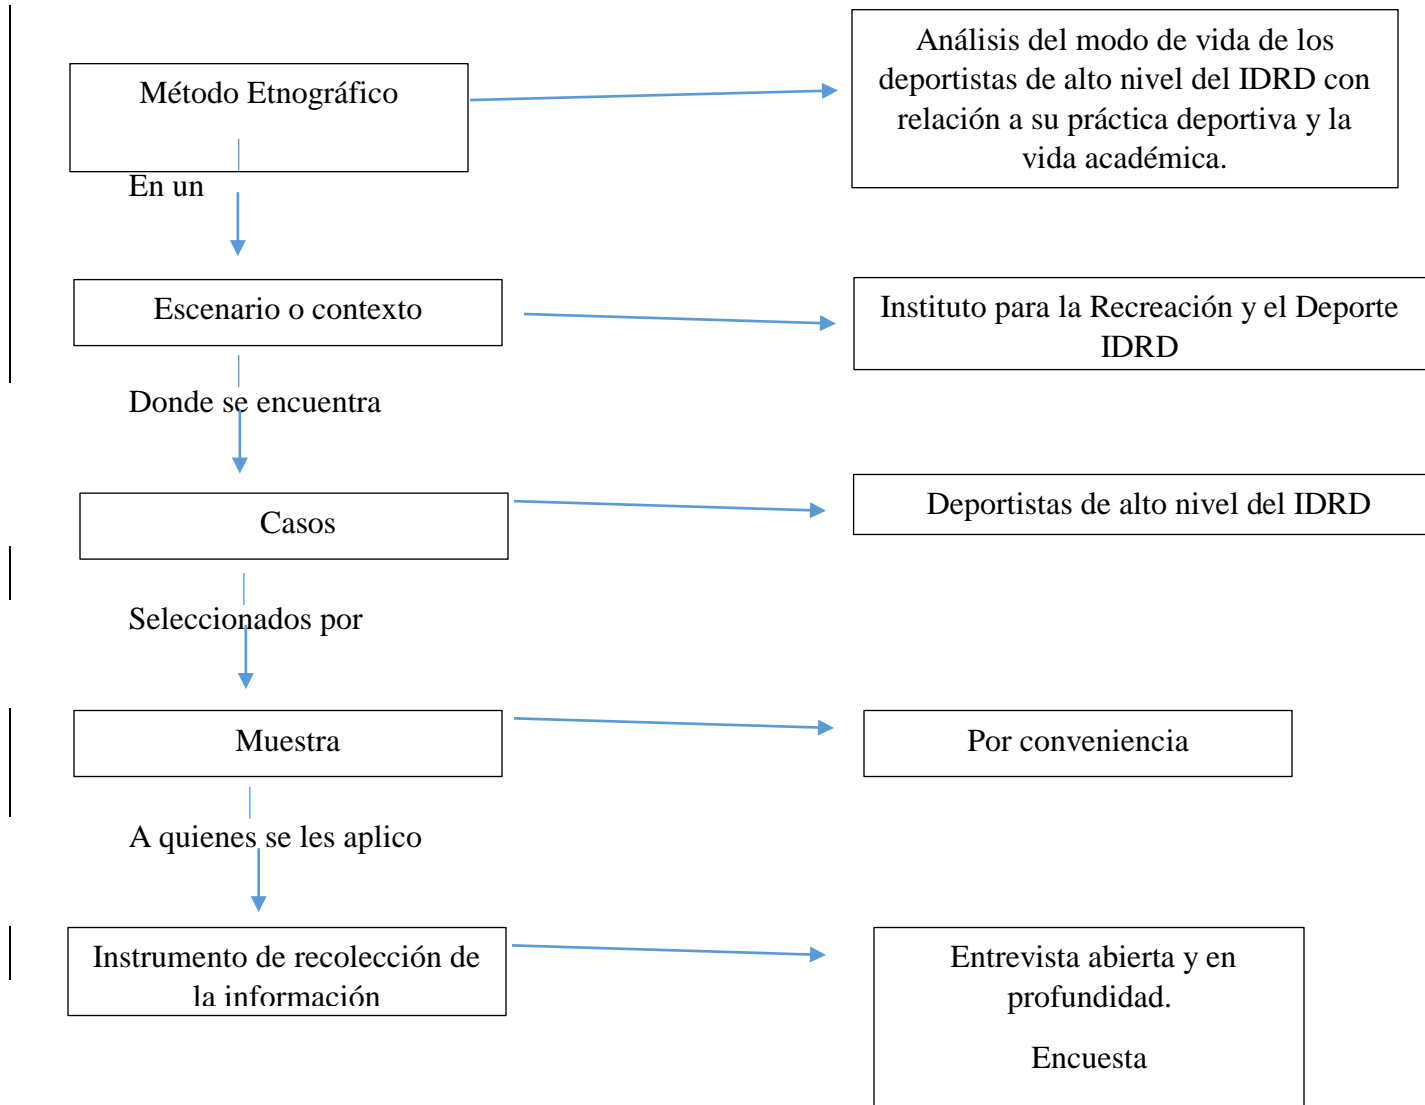 Método Etnográfico
Análisis del modo de vida de los
deportistas de alto nivel del IDRD con
relación a su práctica deportiva y la
vida académica.
En un
Escenario o contexto
Instituto para la Recreación y el Deporte
IDRD
Donde se encuentra
Casos
Deportistas de alto nivel del IDRD
Seleccionados por
Muestra
Por conveniencia
A quienes se les aplico
Instrumento de recolección de
la información
Entrevista abierta y en
profundidad.
Encuesta